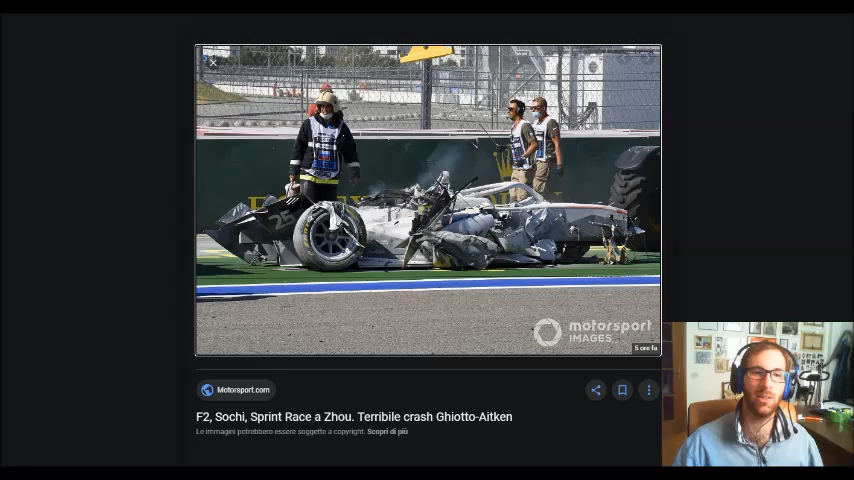 25
motorsport
IMAGES
5 ore fa
Motorsport.com
F2, Sochi, Sprint Race a Zhou. Terribile crash Ghiotto-Aitken
Le immagini potrebbero essere soggette a copyright. Scopri di più